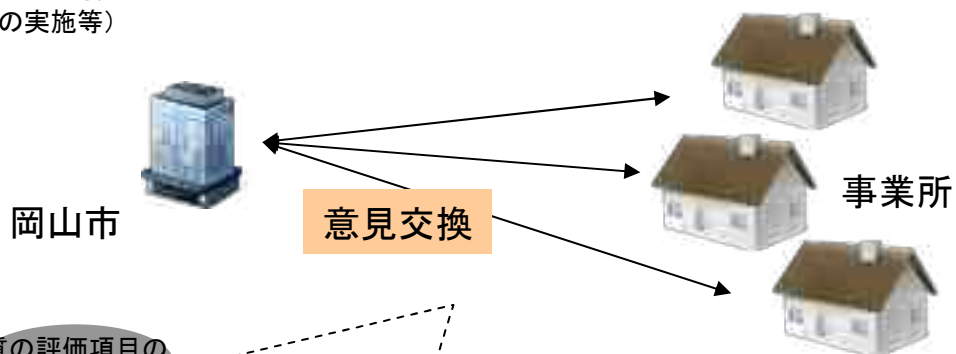 の実施等）
岡山市
意見交換
事業所
質の評価項目の